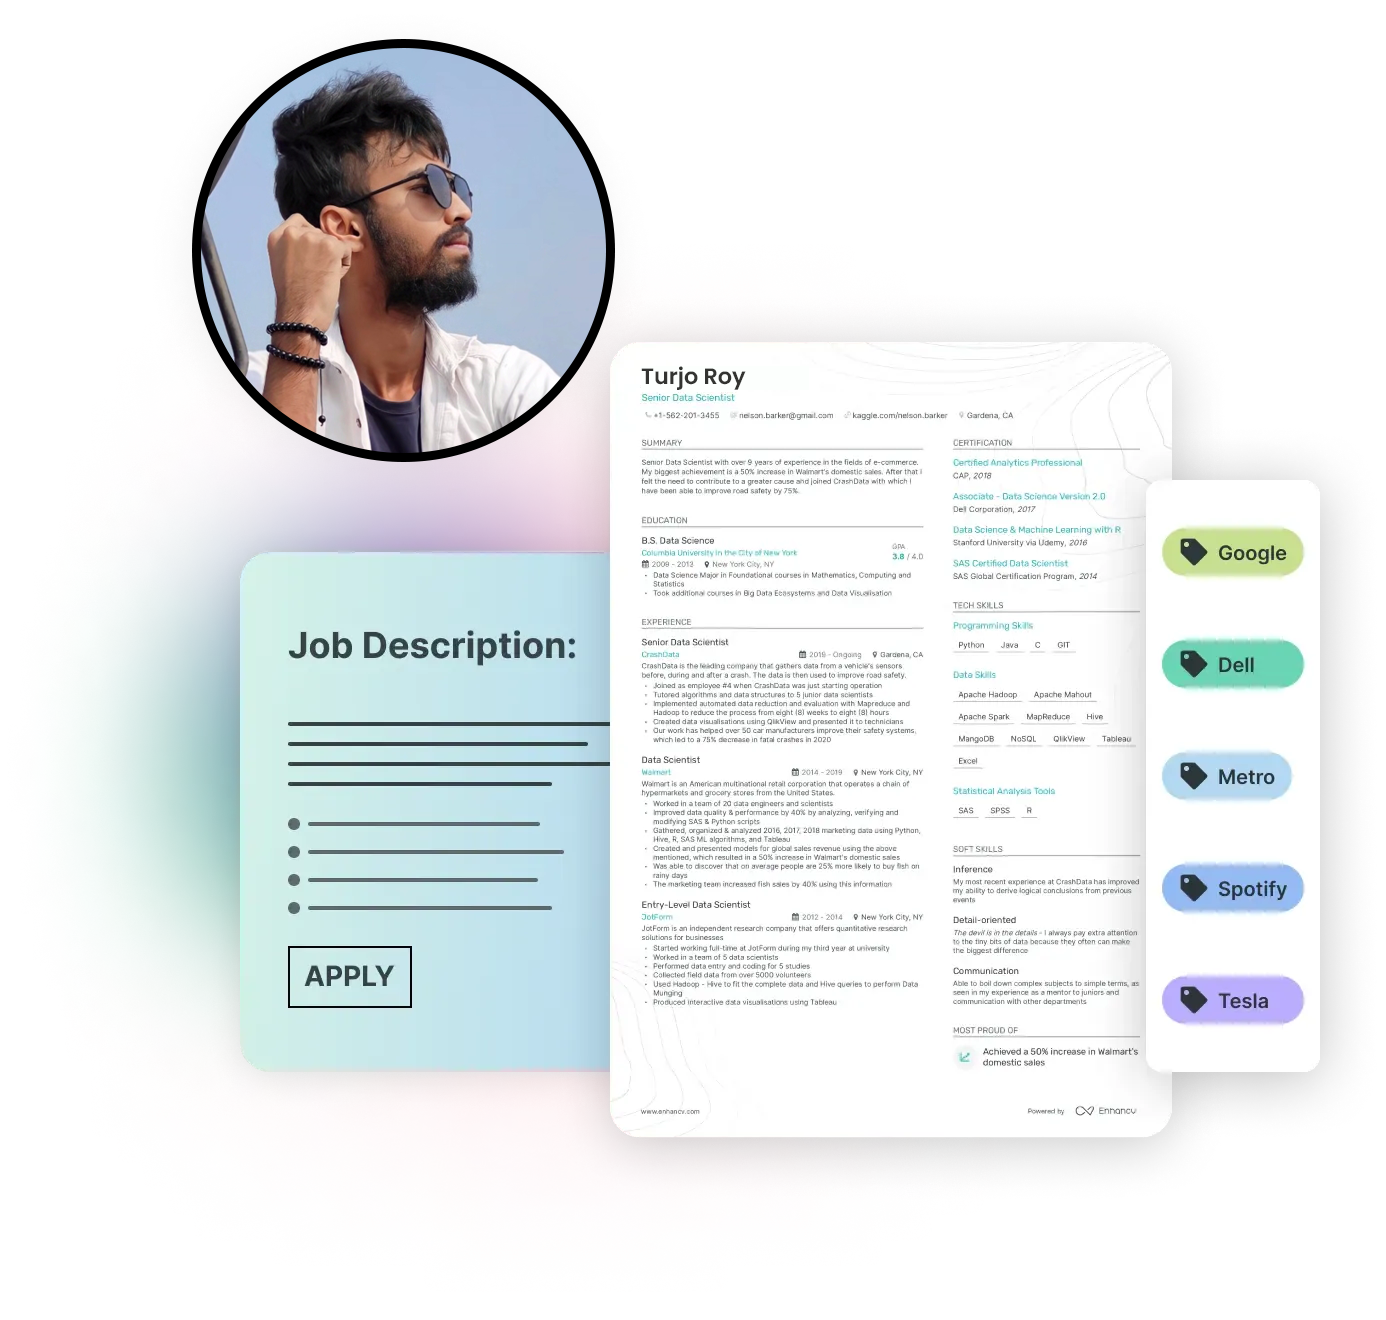 Turjo Roy
Senior Data Scientist
+1-562-201-3455 nelson.barker@gmail.com kaggle.com/nelson.barker Gardena, CA
SUMMARY
Senior Data Scientist with over 9 years of experience in the fields of e-commerce.
My biggest achievement is a 50% increase in Walmart's domestic sales. After that I
felt the need to contribute to a greater cause and joined CrashData with which I
have been able to improve road safety by 75%.
EDUCATION
B.S. Data Science
Columbia University in the City of New York
2009 - 2013 New York City, NY
GPA
3.8 / 4.0
• Data Science Major in Foundational courses in Mathematics, Computing and
Statistics
• Took additional courses in Big Data Ecosystems and Data Visualisation
EXPERIENCE
Senior Data Scientist
CrashData 2019 - Ongoing Gardena, CA
CrashData is the leading company that gathers data from a vehicle's sensors
before, during and after a crash. The data is then used to improve road safety.
• Joined as employee #4 when CrashData was just starting operation
• Tutored algorithms and data structures to 5 junior data scientists
• Implemented automated data reduction and evaluation with Mapreduce and
Hadoop to reduce the process from eight (8) weeks to eight (8) hours
• Created data visualisations using QlikView and presented it to technicians
• Our work has helped over 50 car manufacturers improve their safety systems,
which led to a 75% decrease in fatal crashes in 2020
Data Scientist
Walmart 2014 - 2019 New York City, NY
Walmart is an American multinational retail corporation that operates a chain of
hypermarkets and grocery stores from the United States.
• Worked in a team of 20 data engineers and scientists
• Improved data quality & performance by 40% by analyzing, verifying and
modifying SAS & Python scripts
• Gathered, organized & analyzed 2016, 2017, 2018 marketing data using Python,
Hive, R, SAS ML algorithms, and Tableau
• Created and presented models for global sales revenue using the above
mentioned, which resulted in a 50% increase in Walmart's domestic sales
• Was able to discover that on average people are 25% more likely to buy fish on
rainy days
• The marketing team increased fish sales by 40% using this information
Entry-Level Data Scientist
JotForm 2012 - 2014 New York City, NY
JotForm is an independent research company that offers quantitative research
solutions for businesses
• Started working full-time at JotForm during my third year at university
• Worked in a team of 5 data scientists
• Performed data entry and coding for 5 studies
• Collected field data from over 5000 volunteers
• Used Hadoop - Hive to fit the complete data and Hive queries to perform Data
Munging
• Produced interactive data visualisations using Tableau
CERTIFICATION
Certified Analytics Professional
CAP, 2018
Associate - Data Science Version 2.0
Dell Corporation, 2017
Data Science & Machine Learning with R
Stanford University via Udemy, 2016
SAS Certified Data Scientist
SAS Global Certification Program, 2014
TECH SKILLS
Programming Skills
Python Java C GIT
Data Skills
Apache Hadoop Apache Mahout
Apache Spark MapReduce Hive
MangoDB NoSQL QlikView Tableau
Excel
Statistical Analysis Tools
SAS SPSS R
SOFT SKILLS
Inference
My most recent experience at CrashData has improved
my ability to derive logical conclusions from previous
events
Detail-oriented
The devil is in the details - I always pay extra attention
to the tiny bits of data because they often can make
the biggest difference
Communication
Able to boil down complex subjects to simple terms, as
seen in my experience as a mentor to juniors and
communication with other departments
MOST PROUD OF
Achieved a 50% increase in Walmart's
domestic sales
www.enhancv.com
Powered by Enhancv
Job Description:
APPLY
Google
Dell
Metro
Spotify
Tesla